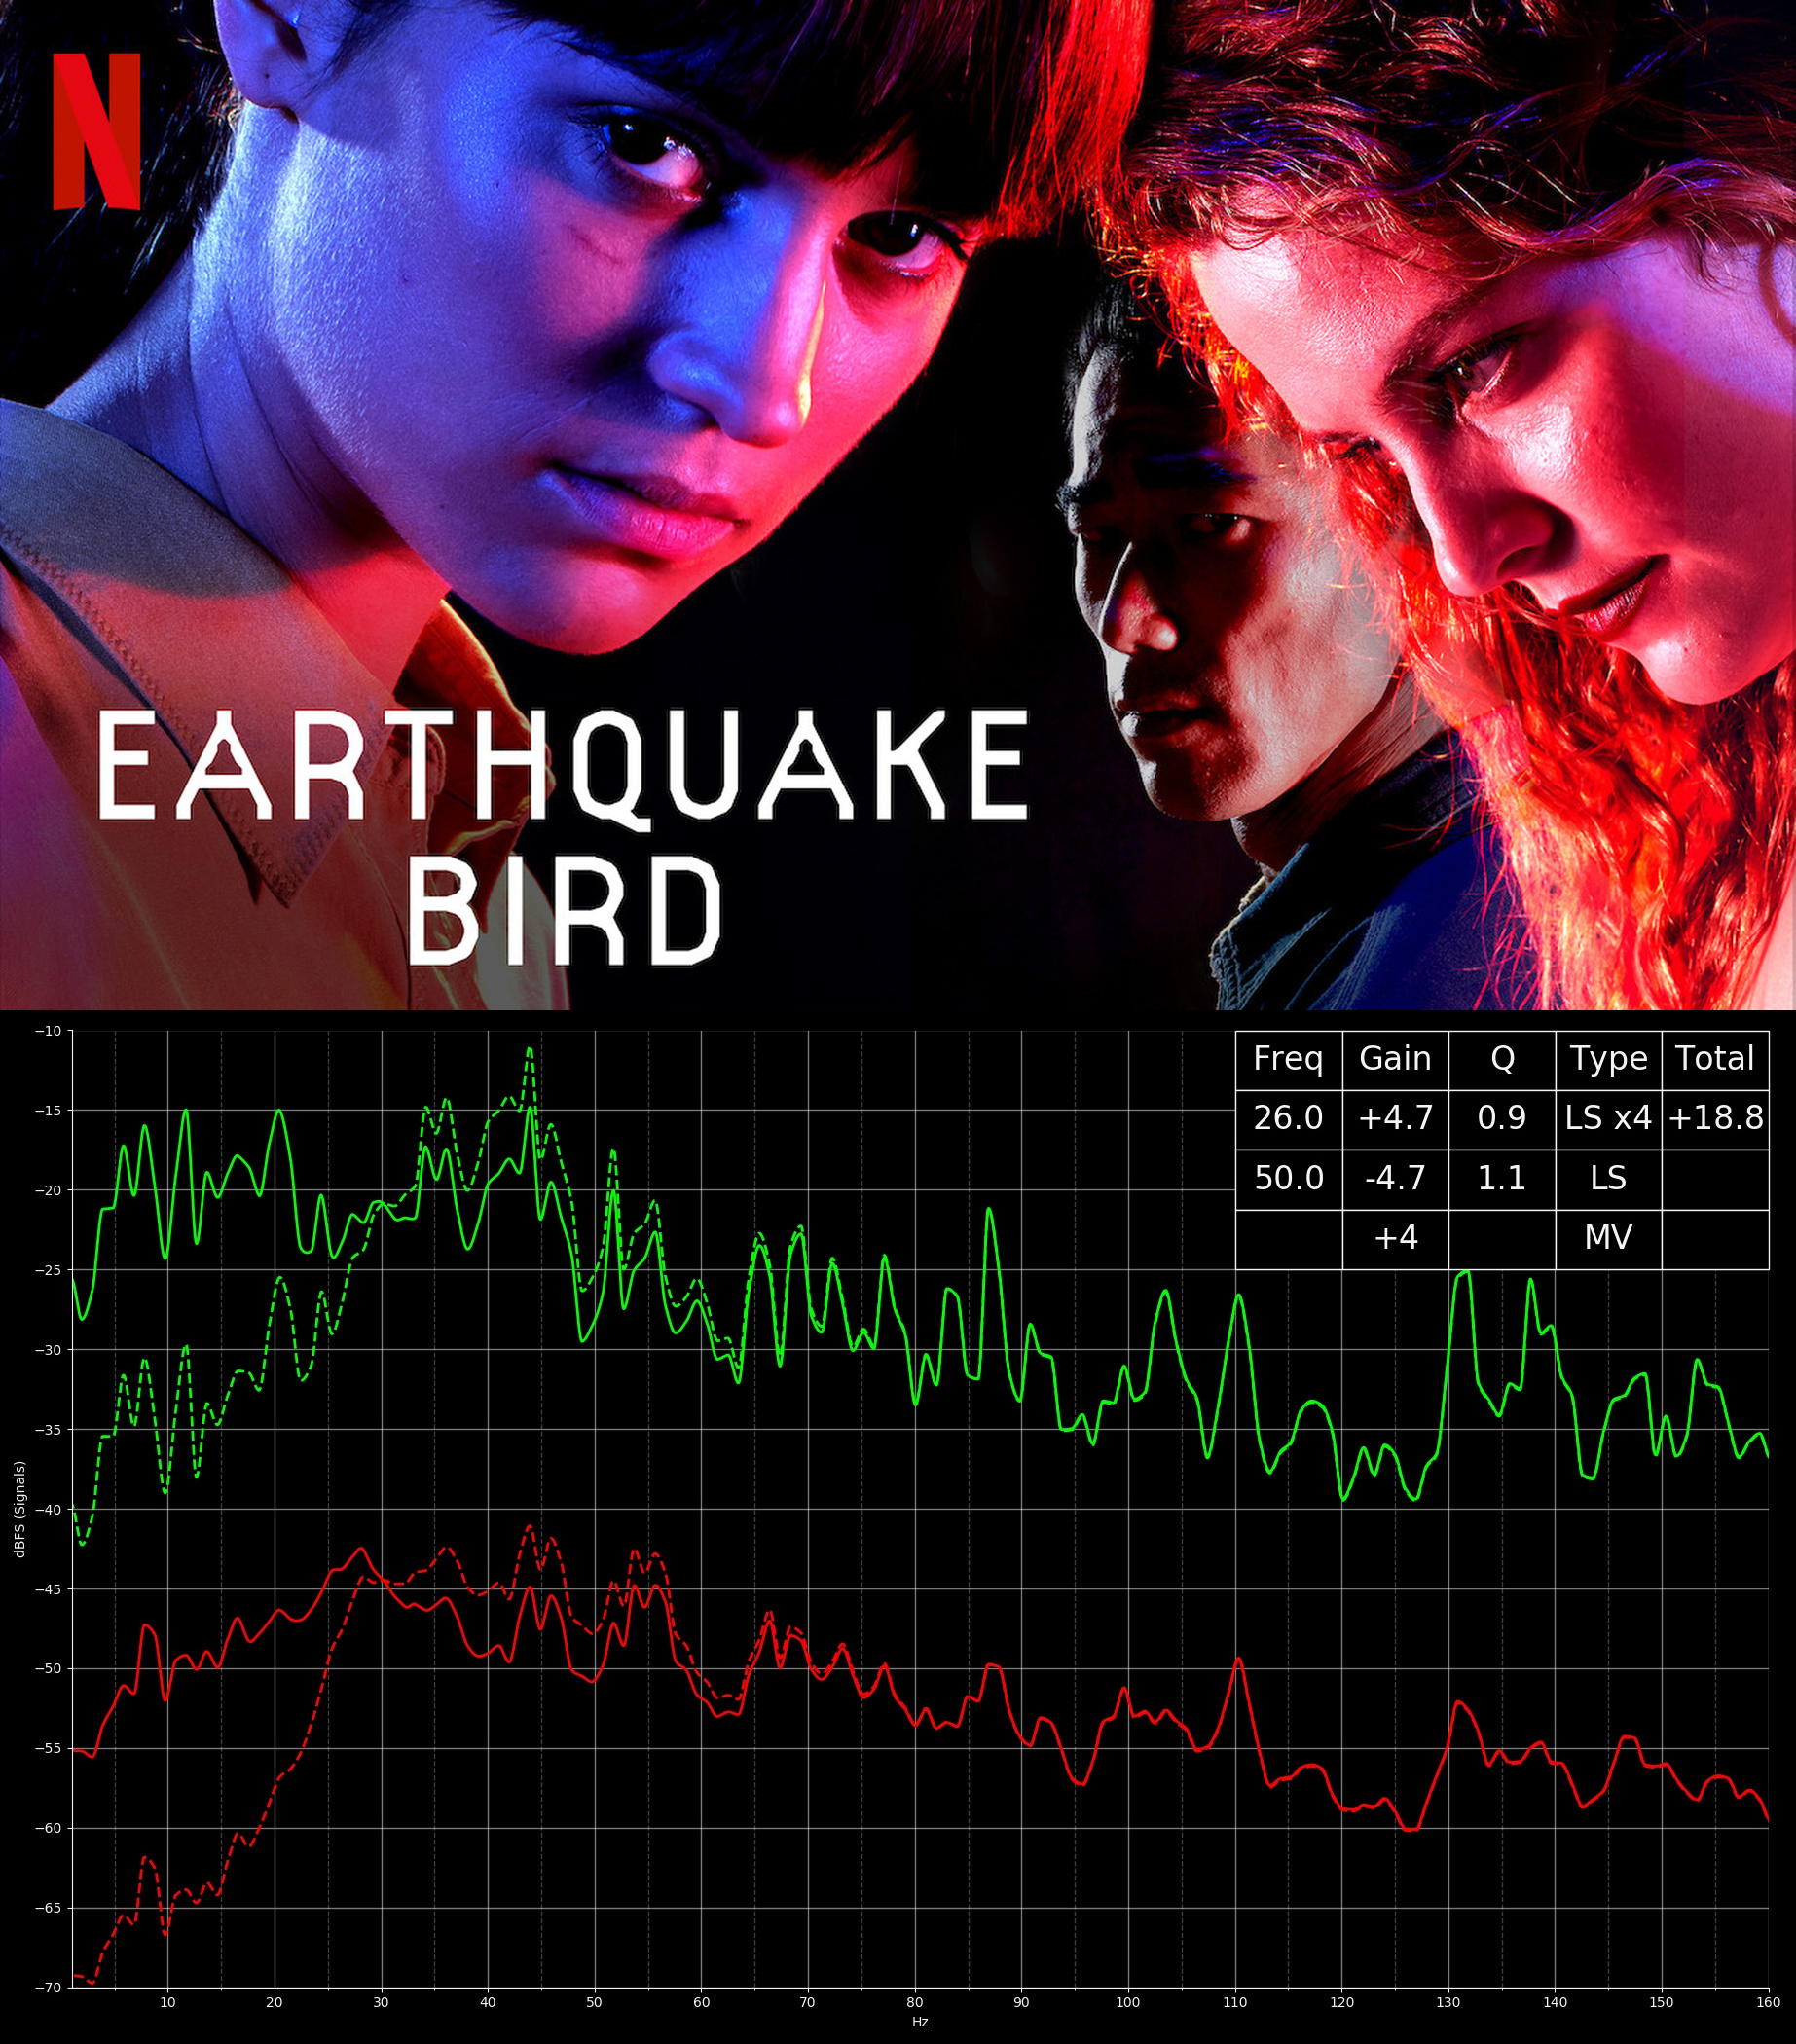 N
EARTHQUAKE
BIRD
Freq Gain Q Type Total
26.0 +4.7 0.9 LS x4 +18.8
50.0 -4.7 1.1 LS
+4 MV
−10
−15
−20
−25
−30
−35
−40
−45
−50
−55
−60
−65
−70
dBFS (Signals)
10 20 30 40 50 60 70 80 90 100 110 120 130 140 150 160
Hz